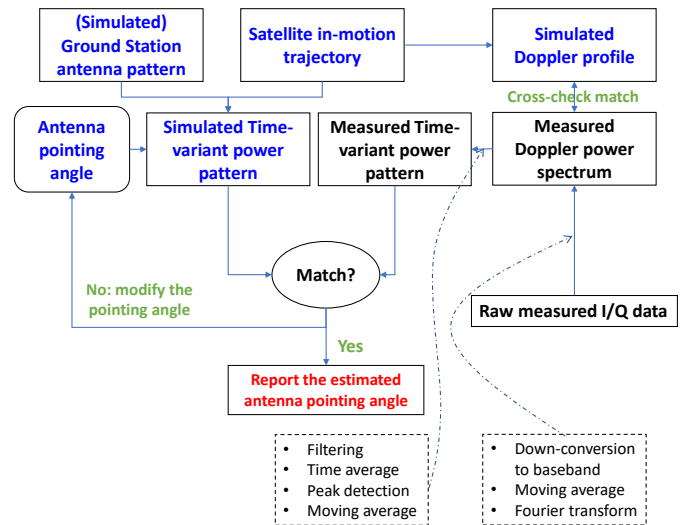 (Simulated)
Ground Station
antenna pattern
Satellite in-motion
trajectory
Simulated
Doppler profile
Cross-check match
Antenna
pointing
angle
Simulated Time-
variant power
pattern
Measured Time-
variant power
pattern
Measured
Doppler power
spectrum
Match?
No: modify the
pointing angle
Raw measured I/Q data
Yes
Report the estimated
antenna pointing angle
• Filtering
• Time average
• Peak detection
• Moving average
• Down-conversion
to baseband
• Moving average
• Fourier transform